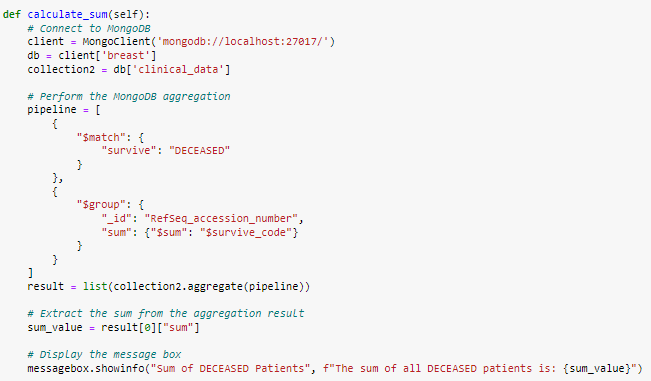 def calculate_sum(self):
    # Connect to MongoDB
    client = MongoClient('mongodb://localhost:27017/')
    db = client['breast']
    collection2 = db['clinical_data']

    # Perform the MongoDB aggregation
    pipeline = [
        {
            "$match": {
                "survive": "DECEASED"
            }
        },
        {
            "$group": {
                "_id": "RefSeq_accession_number",
                "sum": {"$sum": "$survive_code"}
            }
        }
    ]
    result = list(collection2.aggregate(pipeline))

    # Extract the sum from the aggregation result
    sum_value = result[0]["sum"]

    # Display the message box
    messagebox.showinfo("Sum of DECEASED Patients", f"The sum of all DECEASED patients is: {sum_value}")